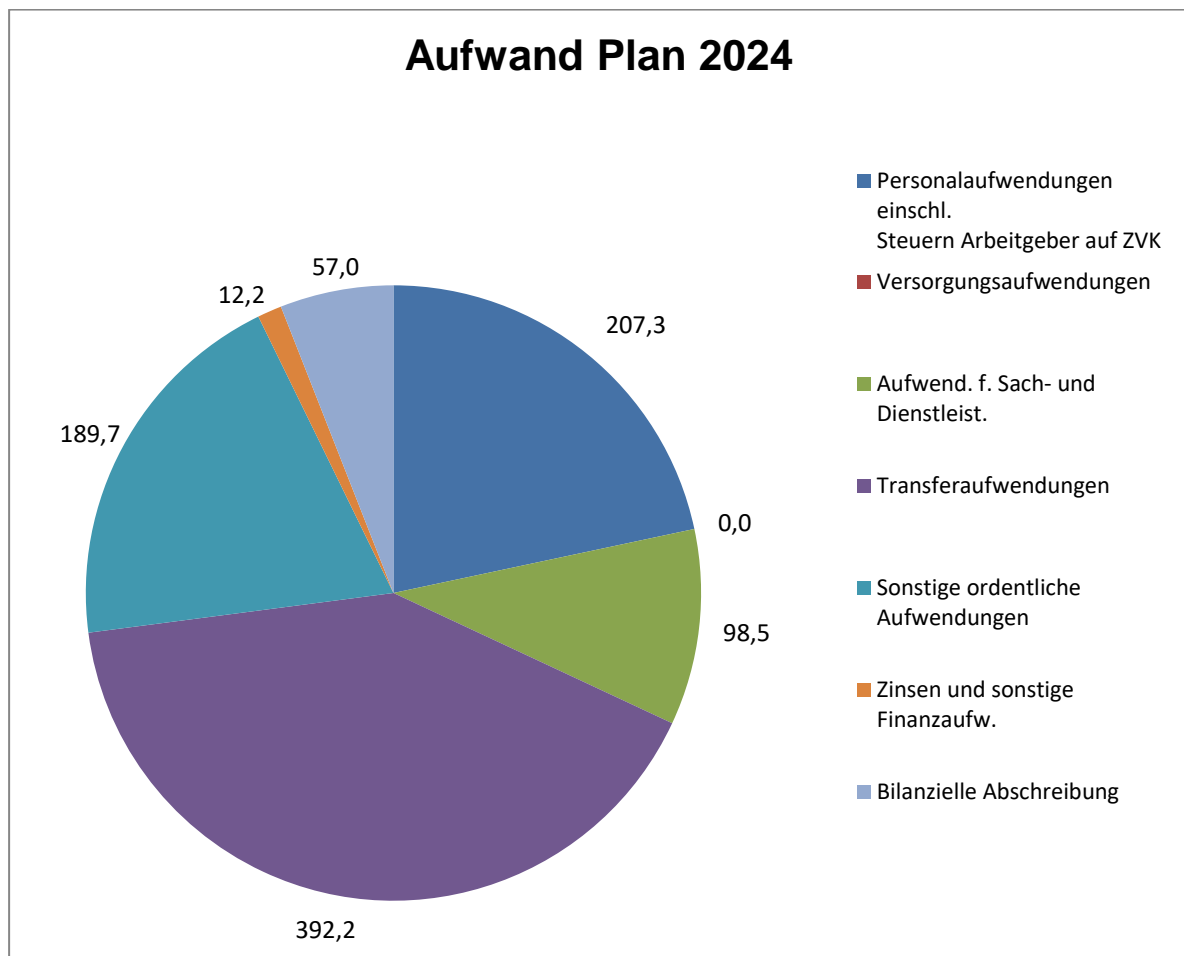 Aufwand Plan 2024
57,0
12,2
207,3
189,7
0,0
98,5
392,2
Personalaufwendungen
einschl.
Steuern Arbeitgeber auf ZVK
Versorgungsaufwendungen
Aufwend. f. Sach- und
Dienstleist.
Transferaufwendungen
Sonstige ordentliche
Aufwendungen
Zinsen und sonstige
Finanzaufw.
Bilanzielle Abschreibung